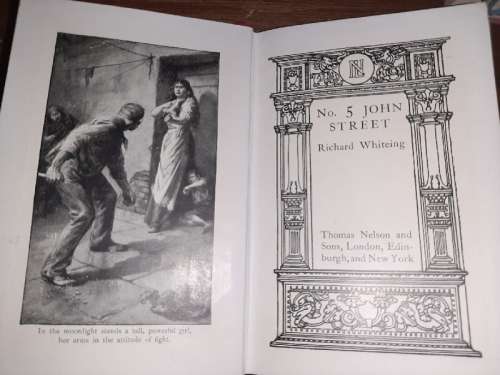 In the moonlight stands a tall, powerful girl,
her arms in the attitude of fight.
N
No. 5 JOHN
STREET
Richard Whiteing
Thomas Nelson and
Sons, London, Edin-
burgh, and New York